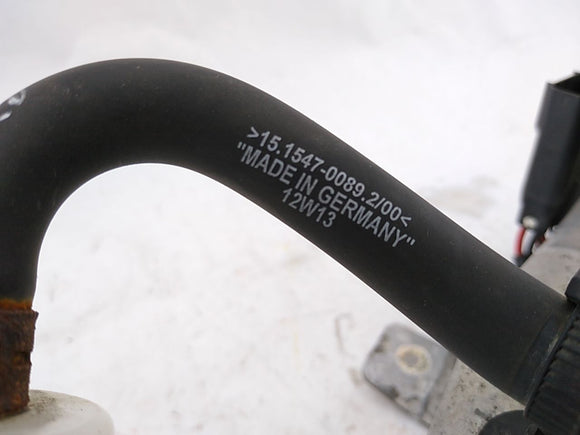 >15.1547-0089.2/00<
"MADE IN GERMANY"
12W13